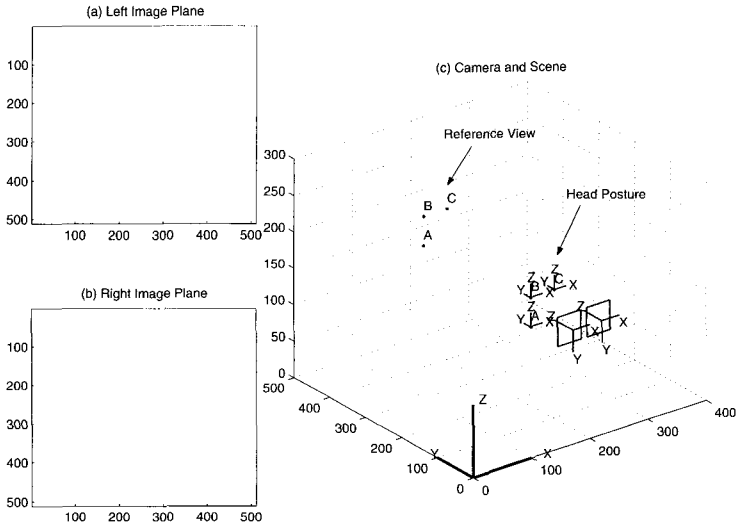 (a) Left Image Plane
100
200
300
400
500
100 200 300 400 500
(b) Right Image Plane
100
200
300
400
500
100 200 300 400 500
(c) Camera and Scene
Reference View
Head Posture
300
250
200
150
100
50
0
500
400
300
200
100
0
0
100
200
300
400
B
C
A
Z
Y
B
X
Z
Y
C
X
Z
Y
A
X
Z
X
Y
Z
X
Y
Z
Y
X